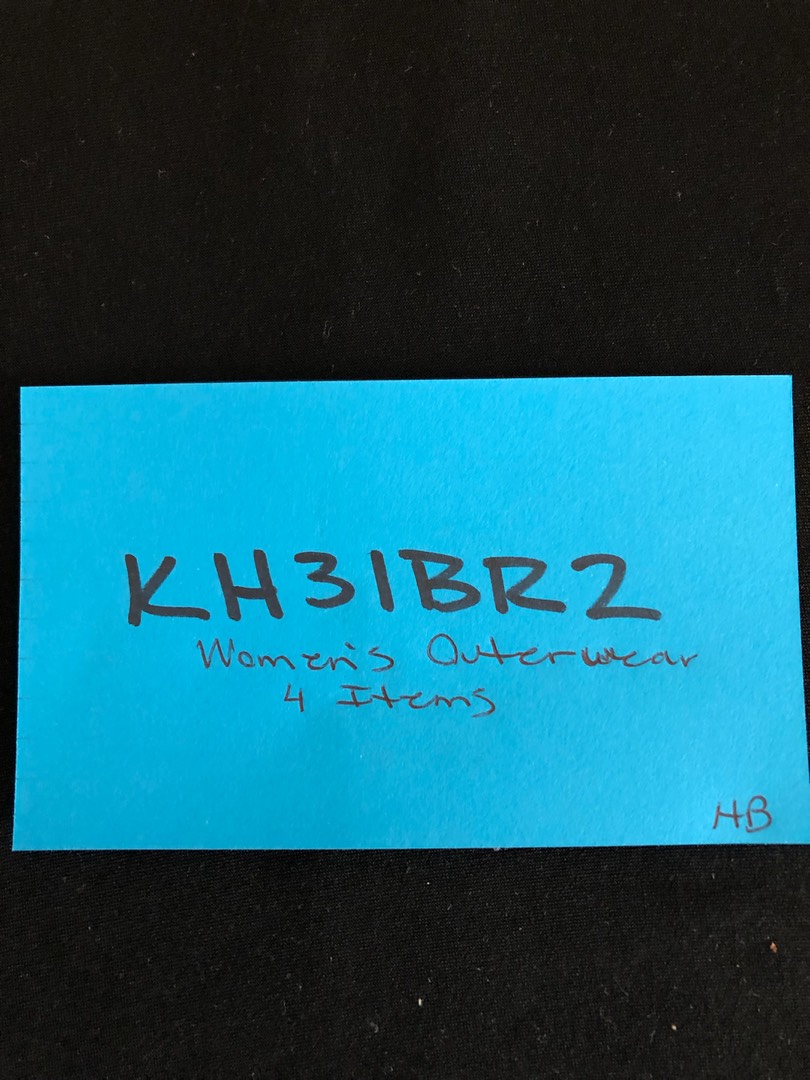 KH31BR2
Women's Outerwear
4 Items
HB